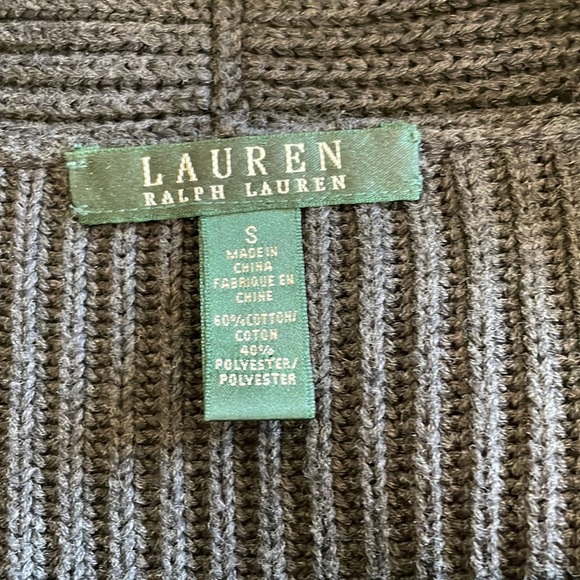 LAUREN
RALPH LAUREN
S
MADE IN
CHINA
FABRIQUE EN
CHINE
60% COTTON/
COTON
40%
POLYESTER/
POLYESTER